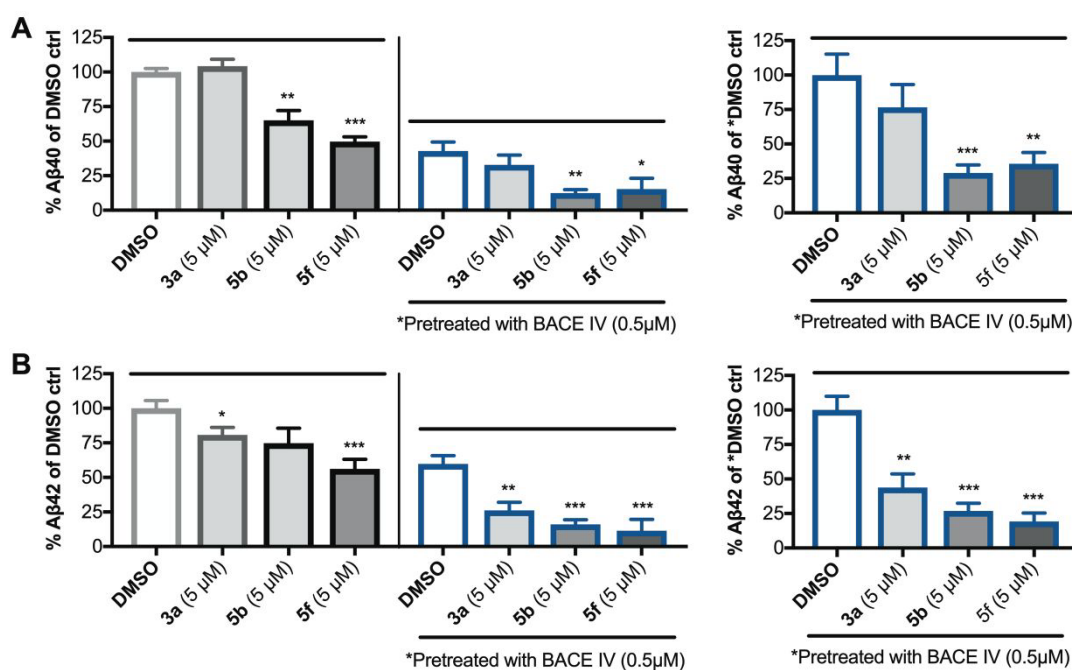 A
% Aβ40 of DMSO ctrl
125
100
75
50
25
0
**
***
**
*
DMSO
3a (5 µM)
5b (5 µM)
5f (5 µM)
DMSO
3a (5 µM)
5b (5 µM)
5f (5 µM)
*Pretreated with BACE IV (0.5µM)
% Aβ40 of *DMSO ctrl
125
100
75
50
25
0
***
**
DMSO
3a (5 µM)
5b (5 µM)
5f (5 µM)
*Pretreated with BACE IV (0.5µM)
B
% Aβ42 of DMSO ctrl
125
100
75
50
25
0
*
***
**
***
***
DMSO
3a (5 µM)
5b (5 µM)
5f (5 µM)
DMSO
3a (5 µM)
5b (5 µM)
5f (5 µM)
*Pretreated with BACE IV (0.5µM)
% Aβ42 of *DMSO ctrl
125
100
75
50
25
0
**
***
***
DMSO
3a (5 µM)
5b (5 µM)
5f (5 µM)
*Pretreated with BACE IV (0.5µM)